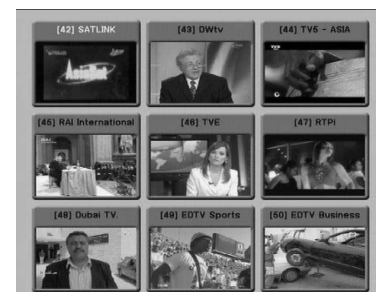 [42] SATLINK
[43] DWtv
[44] TV5 - ASIA
[45] RAI International
[46] TVE
[47] RTPi
[48] Dubai TV.
[49] EDTV Sports
[50] EDTV Business